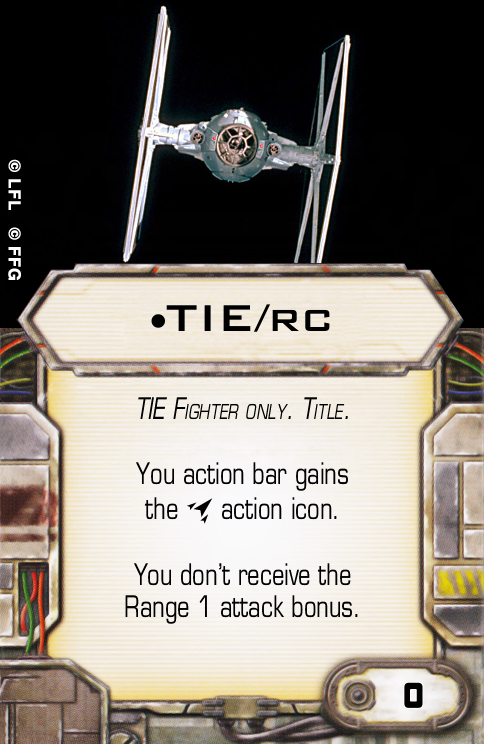 © LFL © FFG
•TIE/RC
TIE Fighter only. Title.
You action bar gains
the action icon.
You don't receive the
Range 1 attack bonus.
0